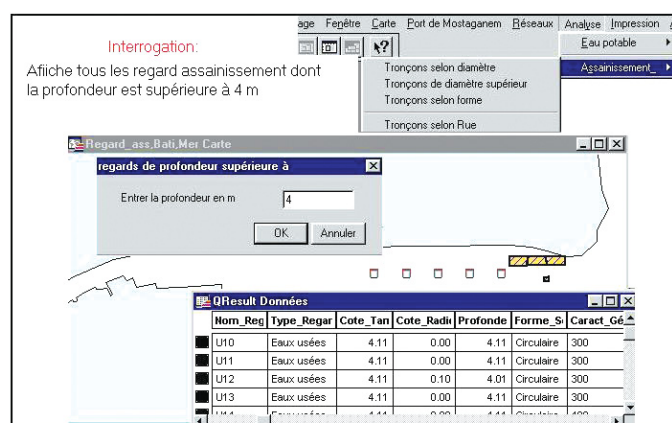 Interrogation:
Afiiche tous les regard assainissement dont
la profondeur est supérieure à 4 m
age Fenêtre Carte Port de Mostaganem Réseaux Analyse Impression
Eau potable
Assainissement_
Tronçons selon diamètre
Tronçons de diamètre supérieur
Tronçons selon forme
Tronçons selon Rue
Regard_ass,Bati,Mer Carte
regards de profondeur supérieure à
Entrer la profondeur en m 4
OK Annuler
QResult Données
Nom_Reg Type_Regar Cote_Tan Cote_Radi Profonde Forme_S Caract_Gé
U10 Eaux usées 4.11 0.00 4.11 Circulaire 300
U11 Eaux usées 4.11 0.00 4.11 Circulaire 300
U12 Eaux usées 4.11 0.10 4.01 Circulaire 300
U13 Eaux usées 4.11 0.00 4.11 Circulaire 300